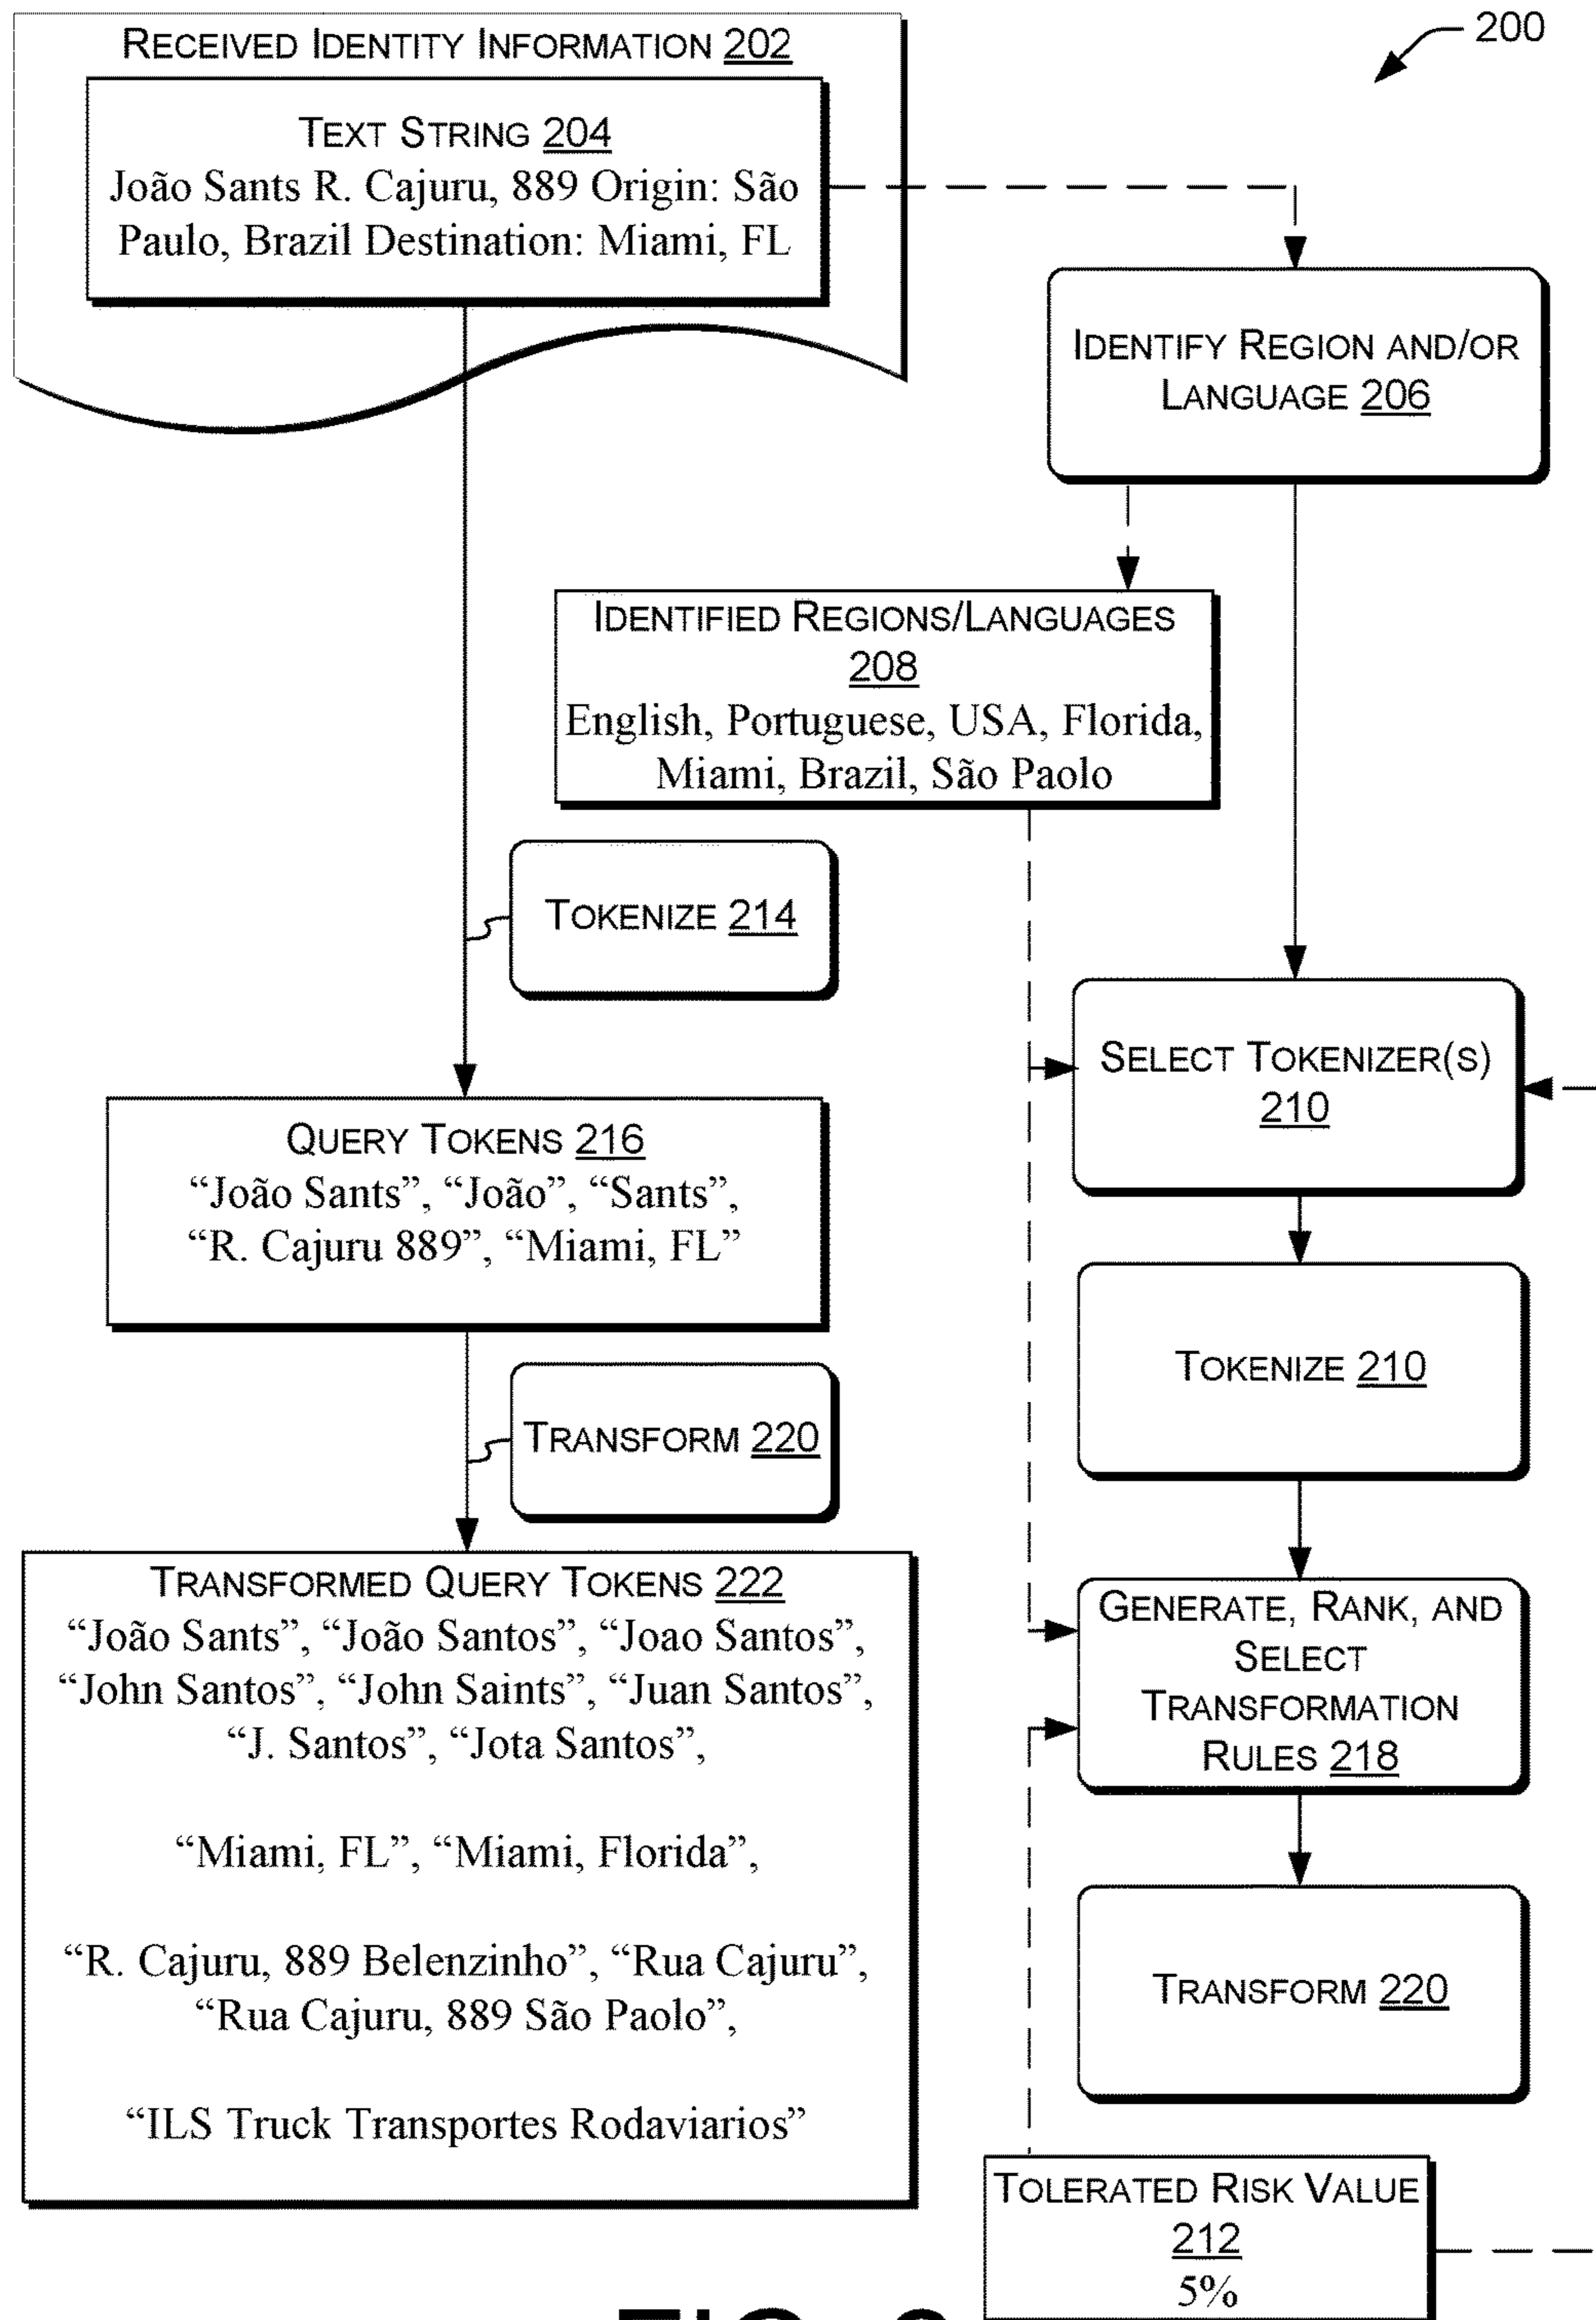 200
RECEIVED IDENTITY INFORMATION 202
TEXT STRING 204
João Sants R. Cajuru, 889 Origin: São
Paulo, Brazil Destination: Miami, FL
IDENTIFY REGION AND/OR
LANGUAGE 206
IDENTIFIED REGIONS/LANGUAGES
208
English, Portuguese, USA, Florida,
Miami, Brazil, São Paolo
TOKENIZE 214
SELECT TOKENIZER(S)
210
QUERY TOKENS 216
“João Sants”, “João”, “Sants”,
“R. Cajuru 889”, “Miami, FL”
TOKENIZE 210
TRANSFORM 220
TRANSFORMED QUERY TOKENS 222
“João Sants”, “João Santos”, “Joao Santos”,
“John Santos”, “John Saints”, “Juan Santos”,
“J. Santos”, “Jota Santos”,
“Miami, FL”, “Miami, Florida”,
“R. Cajuru, 889 Belenzinho”, “Rua Cajuru”,
“Rua Cajuru, 889 São Paolo”,
“ILS Truck Transportes Rodaviarios”
GENERATE, RANK, AND
SELECT
TRANSFORMATION
RULES 218
TRANSFORM 220
TOLERATED RISK VALUE
212
5%